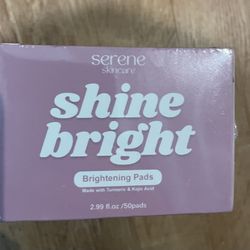 serene
skincare
shine
bright
Brightening Pads
Made with Turmeric & Kojic Acid
2.99 fl.oz /50pads